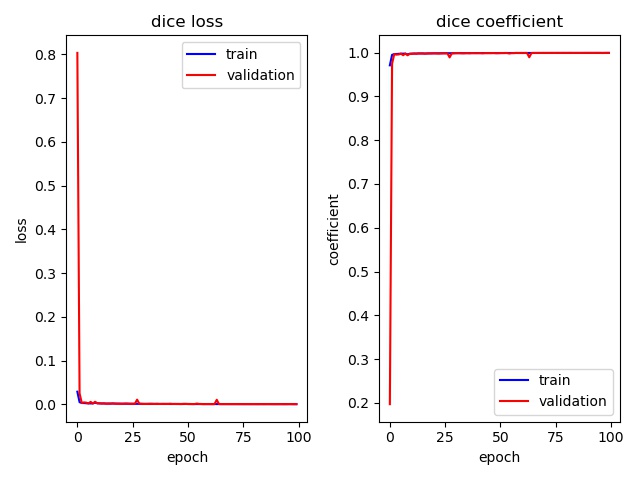 dice loss
0.8
0.7
0.6
0.5
0.4
0.3
0.2
0.1
0.0
loss
0 25 50 75 100
epoch
train
validation
dice coefficient
1.0
0.9
0.8
0.7
0.6
0.5
0.4
0.3
0.2
coefficient
0 25 50 75 100
epoch
train
validation